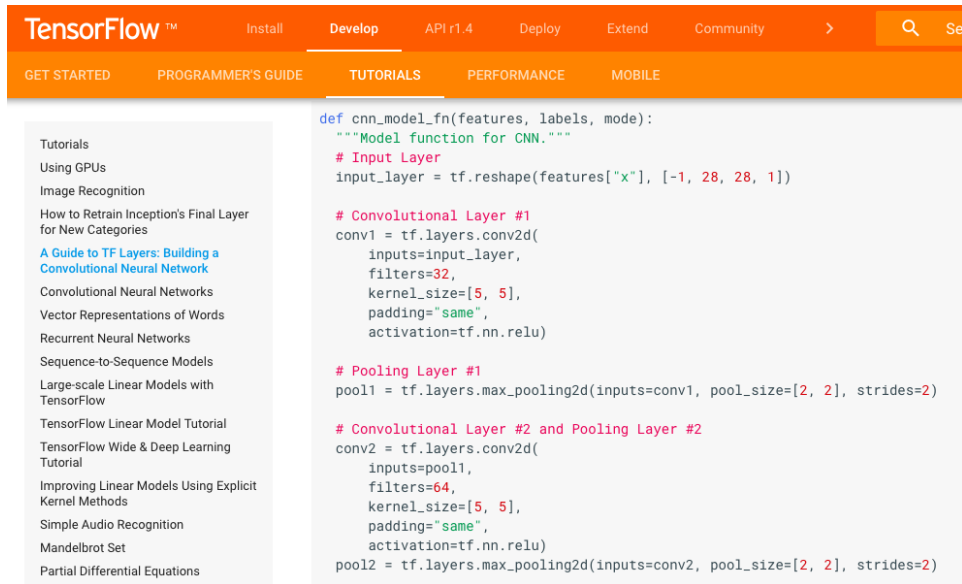 TensorFlow ™ Install Develop API r1.4 Deploy Extend Community > Se
GET STARTED PROGRAMMER'S GUIDE TUTORIALS PERFORMANCE MOBILE
Tutorials
Using GPUs
Image Recognition
How to Retrain Inception's Final Layer
for New Categories
A Guide to TF Layers: Building a
Convolutional Neural Network
Convolutional Neural Networks
Vector Representations of Words
Recurrent Neural Networks
Sequence-to-Sequence Models
Large-scale Linear Models with
TensorFlow
TensorFlow Linear Model Tutorial
TensorFlow Wide & Deep Learning
Tutorial
Improving Linear Models Using Explicit
Kernel Methods
Simple Audio Recognition
Mandelbrot Set
Partial Differential Equations
def cnn_model_fn(features, labels, mode):
  """Model function for CNN."""
  # Input Layer
  input_layer = tf.reshape(features["x"], [-1, 28, 28, 1])

  # Convolutional Layer #1
  conv1 = tf.layers.conv2d(
      inputs=input_layer,
      filters=32,
      kernel_size=[5, 5],
      padding="same",
      activation=tf.nn.relu)

  # Pooling Layer #1
  pool1 = tf.layers.max_pooling2d(inputs=conv1, pool_size=[2, 2], strides=2)

  # Convolutional Layer #2 and Pooling Layer #2
  conv2 = tf.layers.conv2d(
      inputs=pool1,
      filters=64,
      kernel_size=[5, 5],
      padding="same",
      activation=tf.nn.relu)
  pool2 = tf.layers.max_pooling2d(inputs=conv2, pool_size=[2, 2], strides=2)